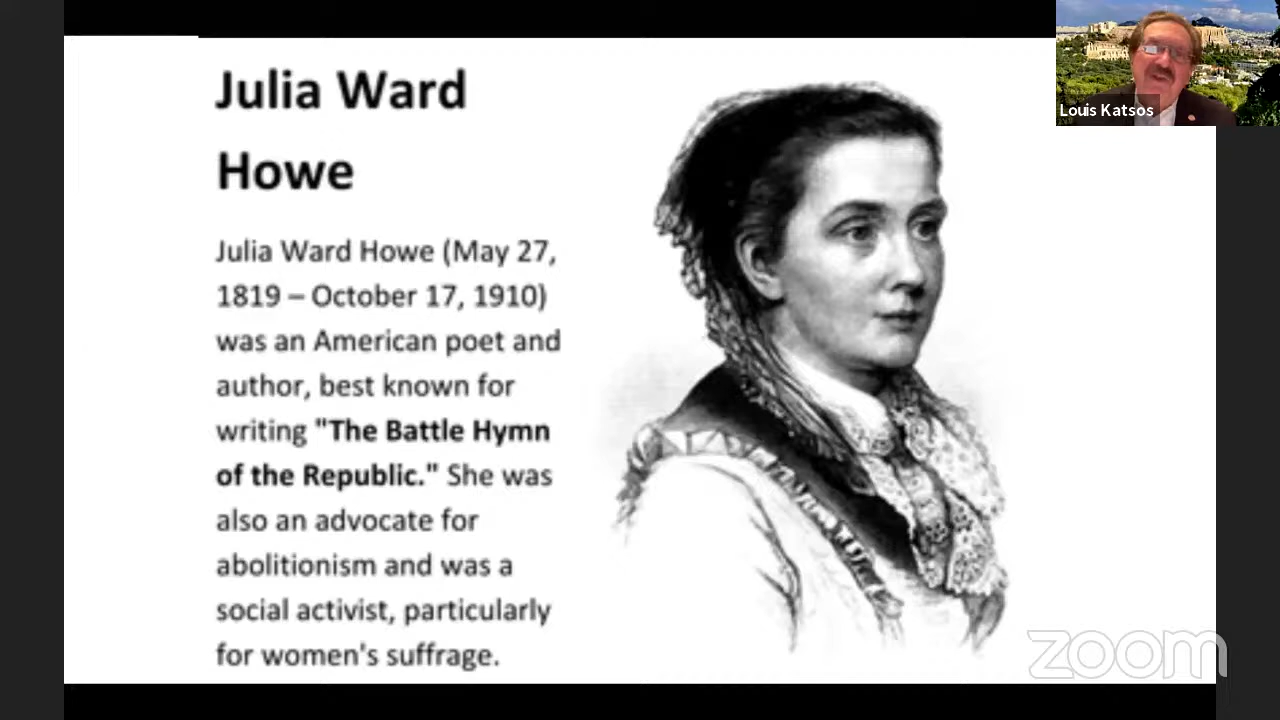 Julia Ward
Howe
Julia Ward Howe (May 27,
1819 – October 17, 1910)
was an American poet and
author, best known for
writing "The Battle Hymn
of the Republic." She was
also an advocate for
abolitionism and was a
social activist, particularly
for women's suffrage.
Louis Katsos
zoom